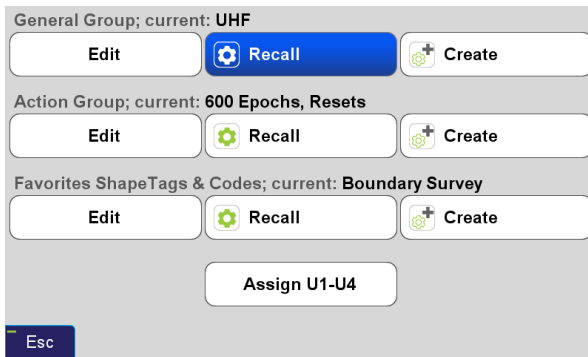 General Group; current: UHF
Edit Recall Create
Action Group; current: 600 Epochs, Resets
Edit Recall Create
Favorites ShapeTags & Codes; current: Boundary Survey
Edit Recall Create
Assign U1-U4
Esc